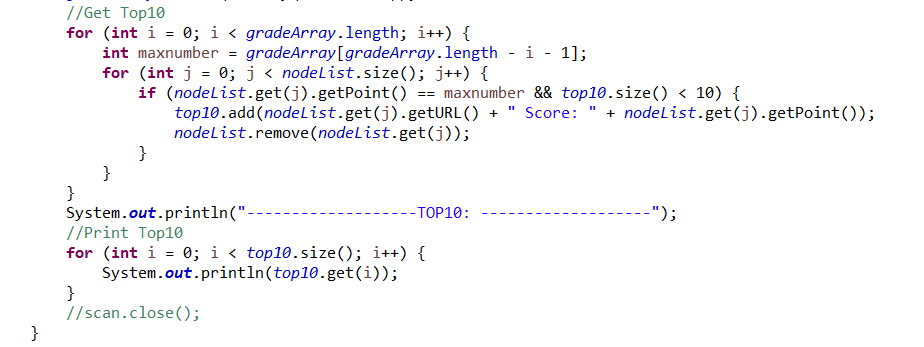 //Get Top10
for (int i = 0; i < gradeArray.length; i++) {
int maxnumber = gradeArray[gradeArray.length - i - 1];
for (int j = 0; j < nodeList.size(); j++) {
if (nodeList.get(j).getPoint() == maxnumber && top10.size() < 10) {
top10.add(nodeList.get(j).getURL() + " Score: " + nodeList.get(j).getPoint());
nodeList.remove(nodeList.get(j));
}
}
}
System.out.println("-------------------TOP10: -------------------");
//Print Top10
for (int i = 0; i < top10.size(); i++) {
System.out.println(top10.get(i));
}
//scan.close();
}